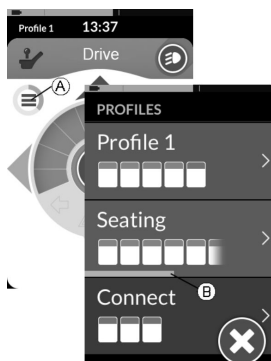 Profile 1 13:37
Drive
A
PROFILES
Profile 1
Seating
B
Connect